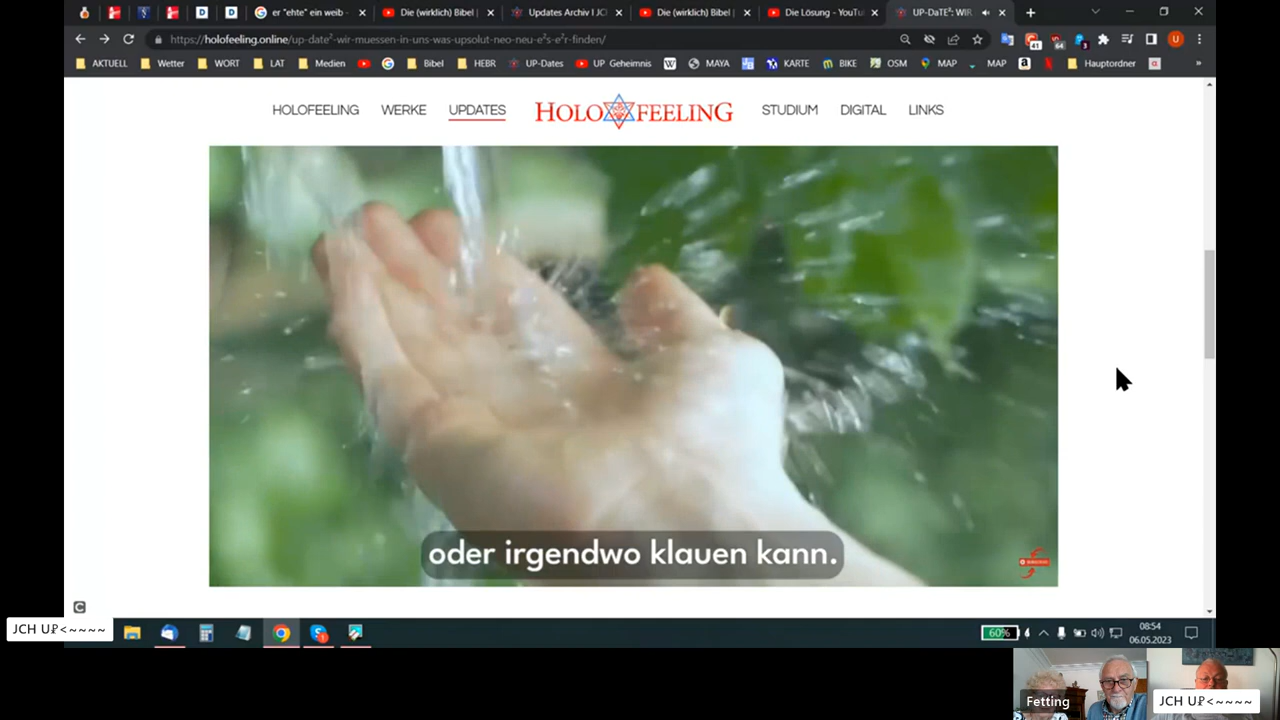 er "ehte" ein weib -
Die (wirklich) Bibel |
Updates Archiv I JC
Die (wirklich) Bibel |
Die Lösung - YouTu
UP-DaTE²: WIR
https://holofeeling.online/up-date²-wir-muessen-in-uns-was-upsolut-neo-neu-e²s-e²r-finden/
AKTUELL
Wetter
WORT
LAT
Medien
Bibel
HEBR
UP-Dates
UP Geheimnis
MAYA
KARTE
BIKE
OSM
MAP
MAP
Hauptordner
HOLOFEELING
WERKE
UPDATES
HOLOFEELING
STUDIUM
DIGITAL
LINKS
oder irgendwo klauen kann.
60%
08:54
06.05.2023
JCH U₽<~~~~
Fetting
JCH U₽<~~~~